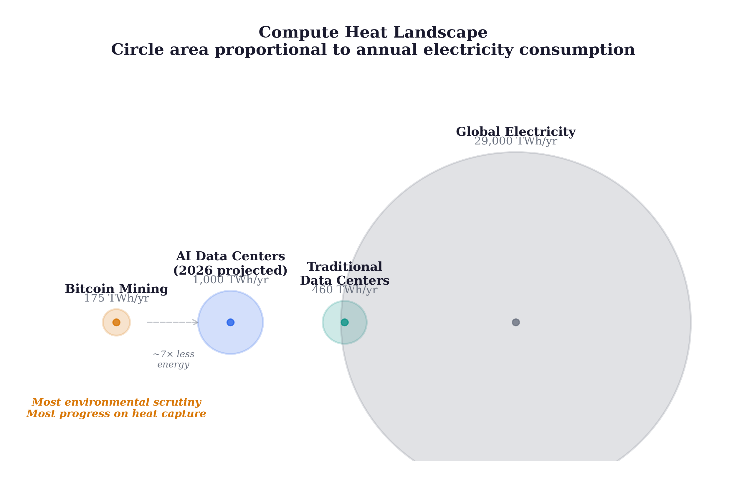 Compute Heat Landscape
Circle area proportional to annual electricity consumption
Global Electricity
29,000 TWh/yr
AI Data Centers
(2026 projected)
1,000 TWh/yr
Traditional
Data Centers
460 TWh/yr
Bitcoin Mining
175 TWh/yr
~7× less
energy
Most environmental scrutiny
Most progress on heat capture